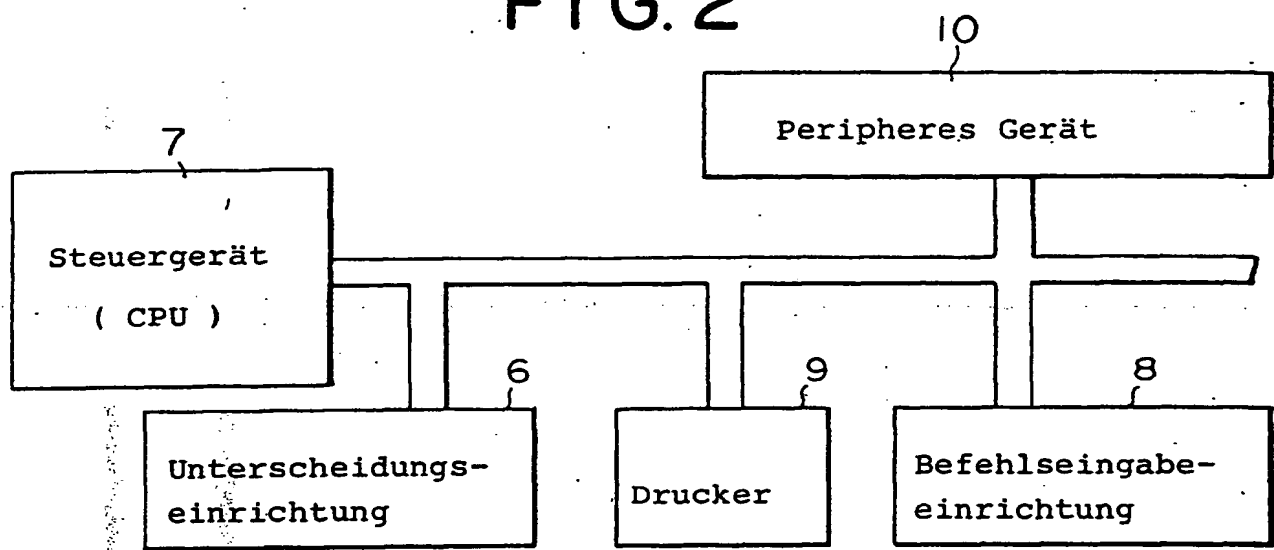 FIG. 2
10
Peripheres Gerät
7
Steuergerät
( CPU )
6
9
8
Unterscheidungs-
einrichtung
Drucker
Befehlseingabe-
einrichtung